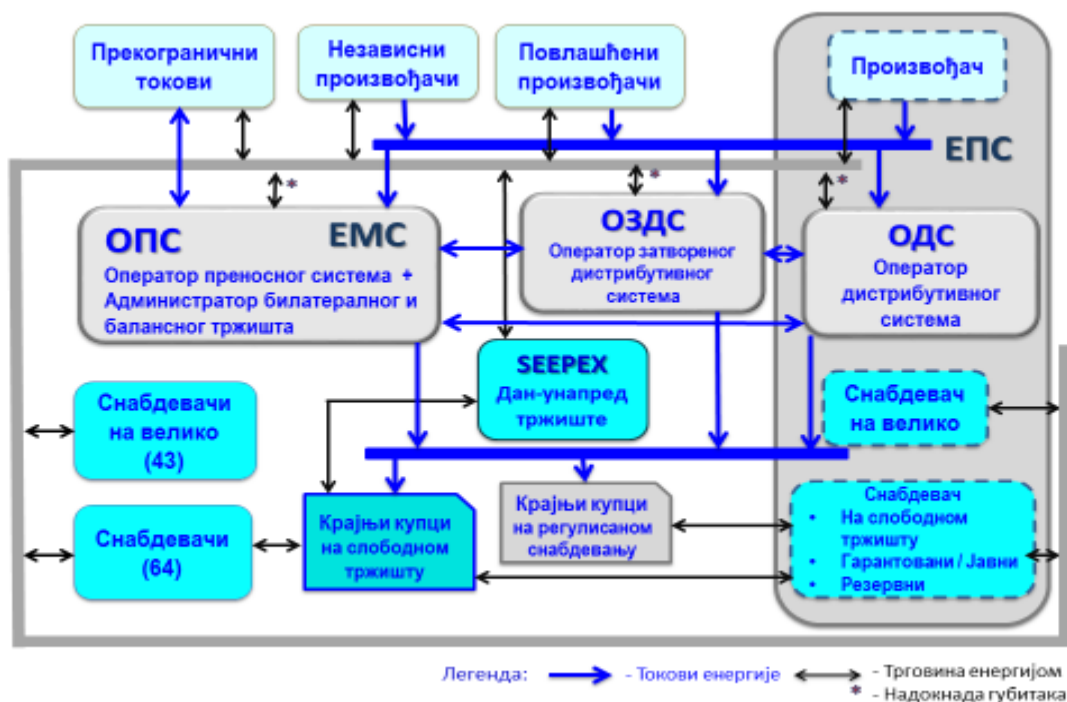 Прекогранични
токови
Независни
произвођачи
Повлашћени
произвођачи
Произвођач
ЕПС
*
*
*
ОПС ЕМС
Оператор преносног система +
Администратор билатералног и
балансног тржишта
ОЗДС
Оператор затвореног
дистрибутивног
система
ОДС
Оператор
дистрибутивног
система
SEEPEX
Дан-унапред
тржиште
Снабдевачи
на велико
(43)
Снабдевач
на велико
Снабдевачи
(64)
Крајњи купци
на слободном
тржишту
Крајњи купци
на регулисаном
снабдевању
Снабдевач
• На слободном
тржишту
• Гарантовани / Јавни
• Резервни
Легенда: - Токови енергије - Трговина енергијом
* - Надокнада губитака